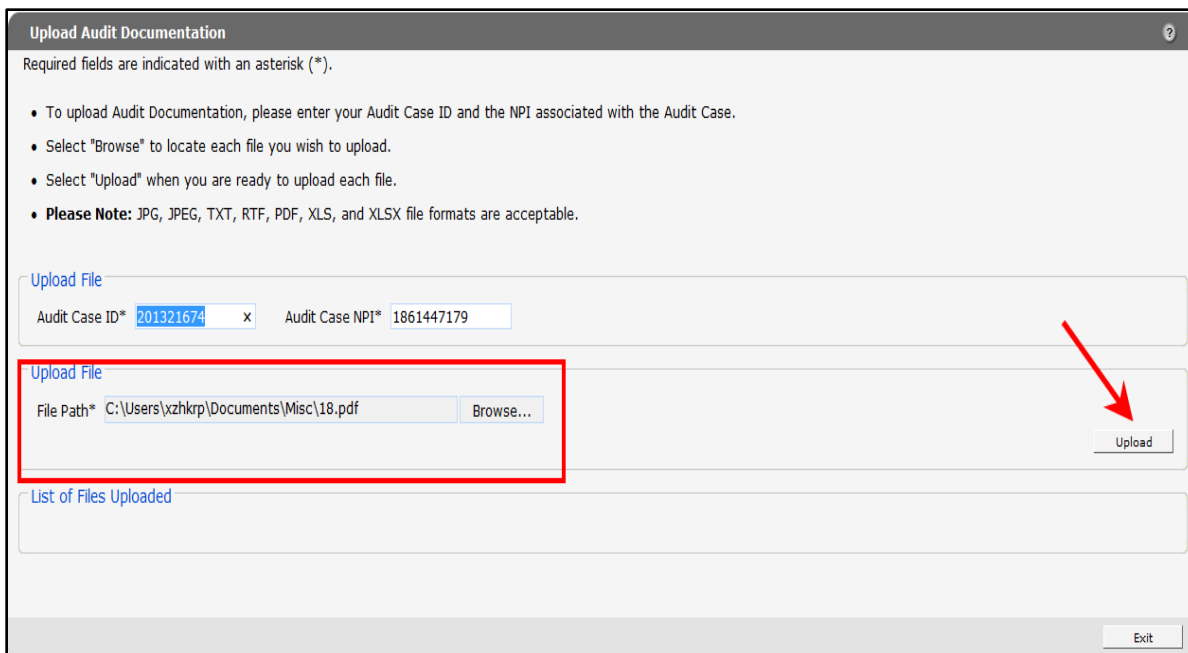 Upload Audit Documentation ?
Required fields are indicated with an asterisk (*).
• To upload Audit Documentation, please enter your Audit Case ID and the NPI associated with the Audit Case.
• Select "Browse" to locate each file you wish to upload.
• Select "Upload" when you are ready to upload each file.
• Please Note: JPG, JPEG, TXT, RTF, PDF, XLS, and XLSX file formats are acceptable.
Upload File
Audit Case ID* 201321674 x Audit Case NPI* 1861447179
Upload File
File Path* C:\Users\xzhkrp\Documents\Misc\18.pdf Browse...
Upload
List of Files Uploaded
Exit